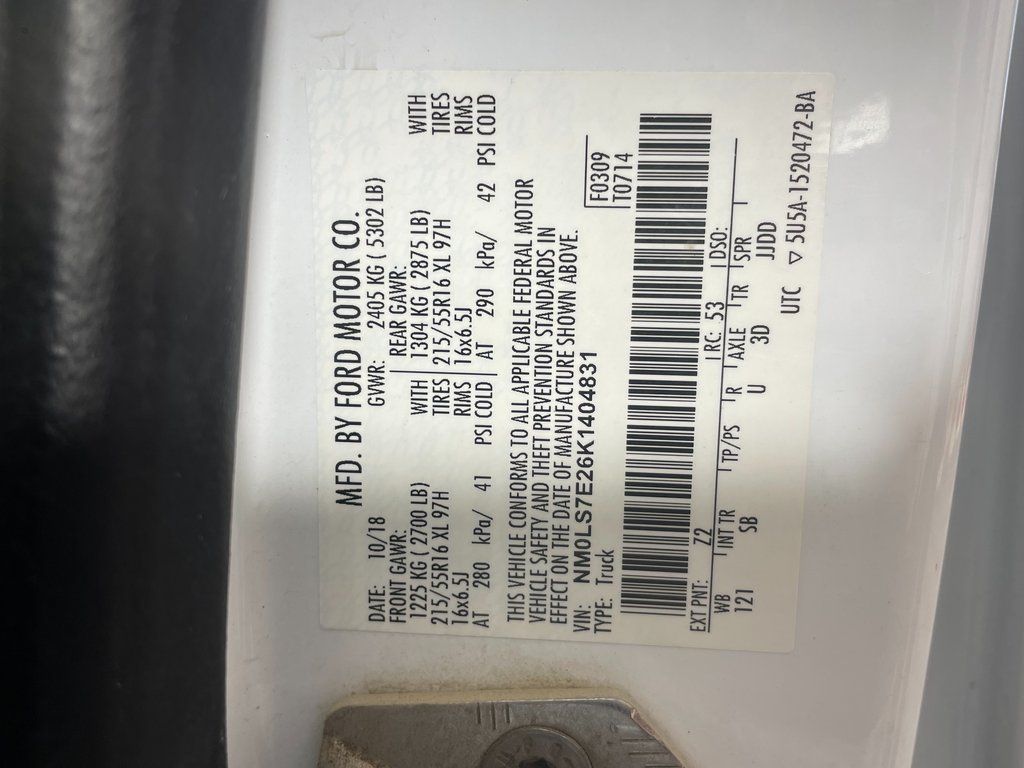 MFD. BY FORD MOTOR CO.
DATE: 10/18 GVWR: 2405 KG ( 5302 LB)
FRONT GAWR: REAR GAWR:
1225 KG ( 2700 LB) WITH 1304 KG ( 2875 LB) WITH
215/55R16 XL 97H TIRES 215/55R16 XL 97H TIRES
16x6.5J RIMS 16x6.5J RIMS
AT 280 kPa/ 41 PSI COLD AT 290 kPa/ 42 PSI COLD
THIS VEHICLE CONFORMS TO ALL APPLICABLE FEDERAL MOTOR
VEHICLE SAFETY AND THEFT PREVENTION STANDARDS IN
EFFECT ON THE DATE OF MANUFACTURE SHOWN ABOVE.
VIN: NM0LS7E26K1404831 F0309
TYPE: Truck T0714
EXT PNT: Z2 RC: 53 DSO:
WB INT TR TP/PS R AXLE TR SPR
121 SB U 3D JJDD
UTC ▽ 5U5A-1520472-BA